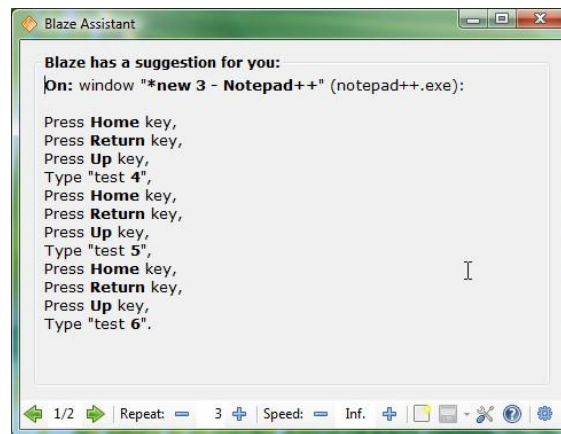 Blaze Assistant
Blaze has a suggestion for you:
On: window "*new 3 - Notepad++" (notepad++.exe):
Press Home key,
Press Return key,
Press Up key,
Type "test 4",
Press Home key,
Press Return key,
Press Up key,
Type "test 5",
Press Home key,
Press Return key,
Press Up key,
Type "test 6".
1/2 Repeat: 3 Speed: Inf.